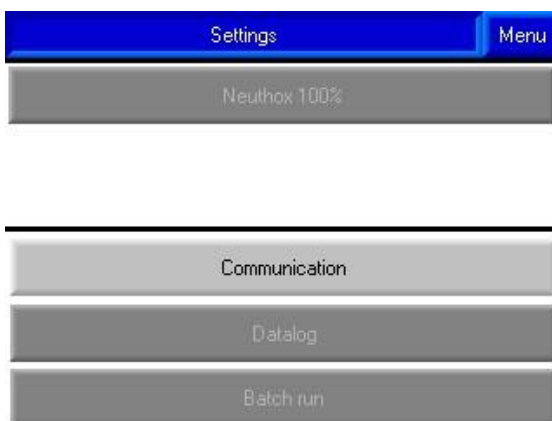 Settings
Menu
Neuthox 100%
Communication
Datalog
Batch run